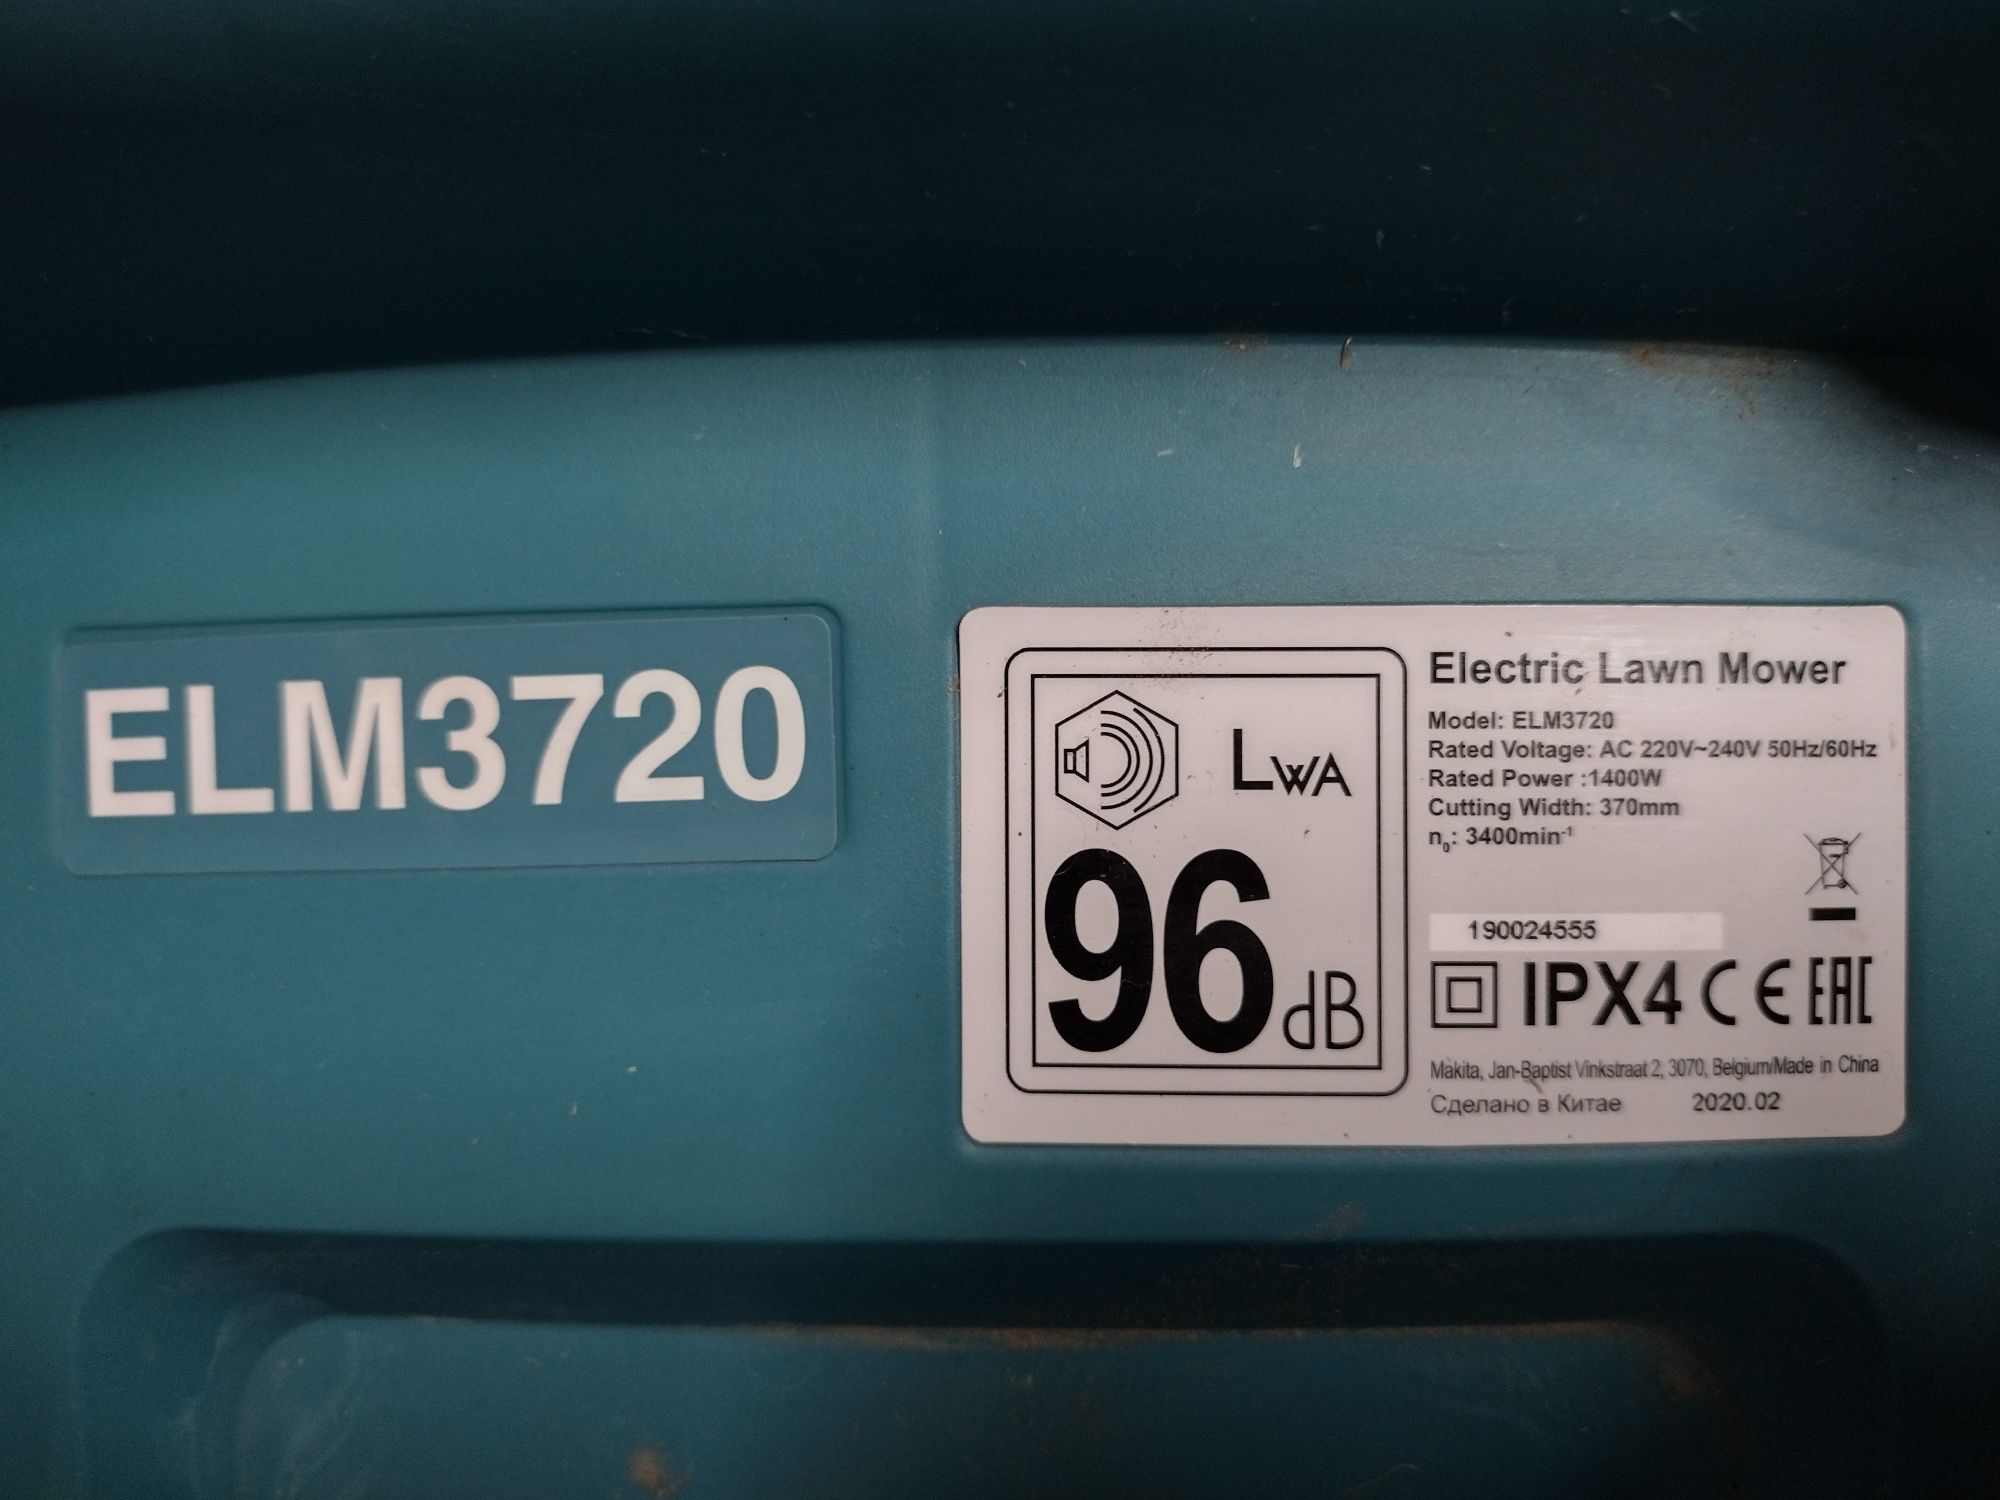 ELM3720
LWA
96 dB
Electric Lawn Mower
Model: ELM3720
Rated Voltage: AC 220V~240V 50Hz/60Hz
Rated Power :1400W
Cutting Width: 370mm
n₀: 3400min⁻¹
190024555
IPX4 CE EAC
Makita, Jan-Baptist Vinkstraat 2, 3070, Belgium/Made in China
Сделано в Китае 2020.02